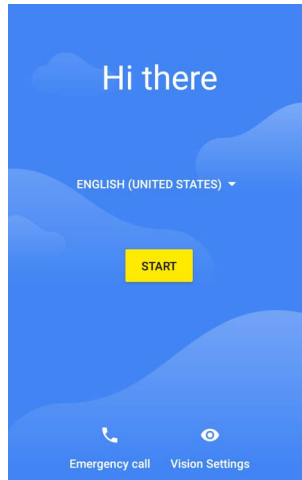 Hi there
ENGLISH (UNITED STATES)
START
Emergency call Vision Settings